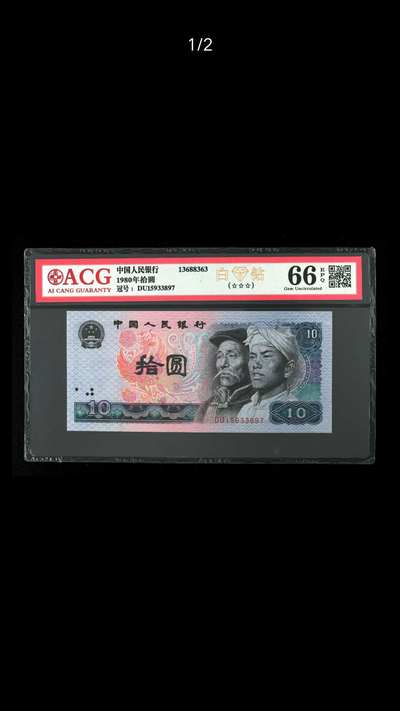 1/2
ACG
AI CANG GUARANTY
中国人民银行 13688363
1980年拾圆
冠号：DU15933897
白钻
(☆☆☆)
66 EPQ
Gem Uncirculated
中国人民银行
10
拾圆
DU15933897
10
10